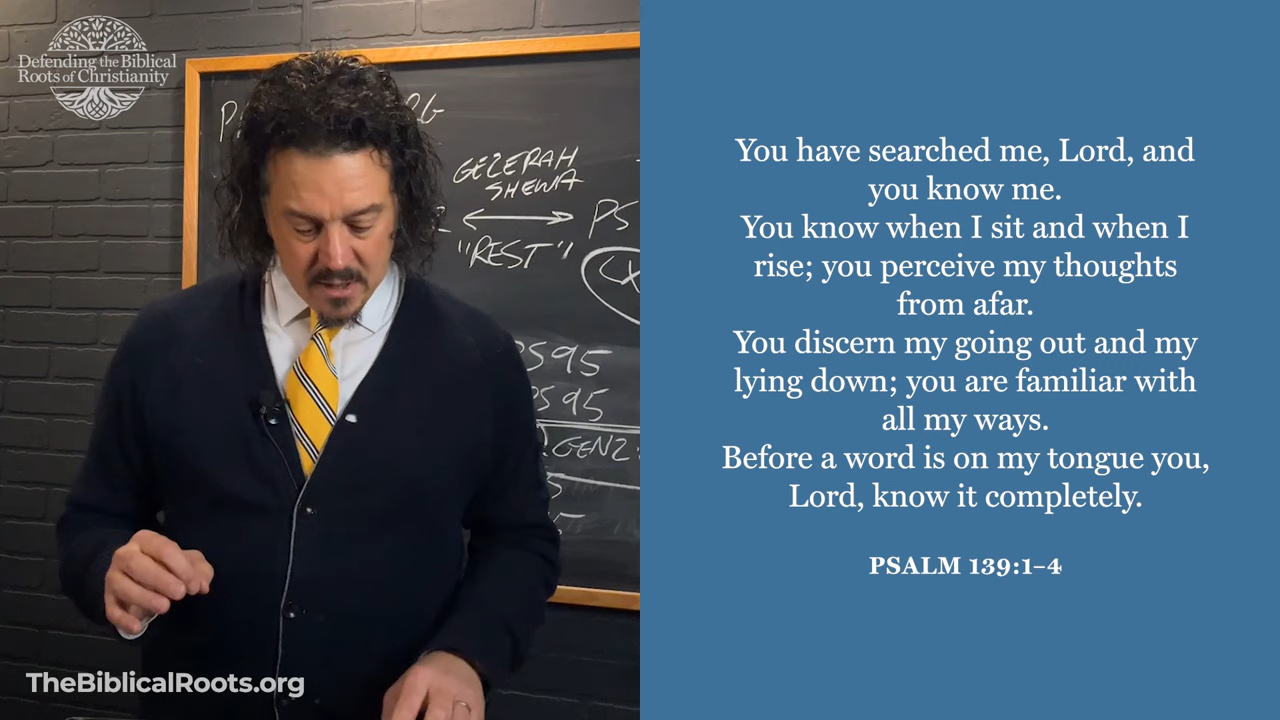 Defending the Biblical
Roots of Christianity
GEZERAH
SHEWA
PS
"REST"
PS95
PS95
GEN2:
You have searched me, Lord, and
you know me.
You know when I sit and when I
rise; you perceive my thoughts
from afar.
You discern my going out and my
lying down; you are familiar with
all my ways.
Before a word is on my tongue you,
Lord, know it completely.
PSALM 139:1–4
TheBiblicalRoots.org